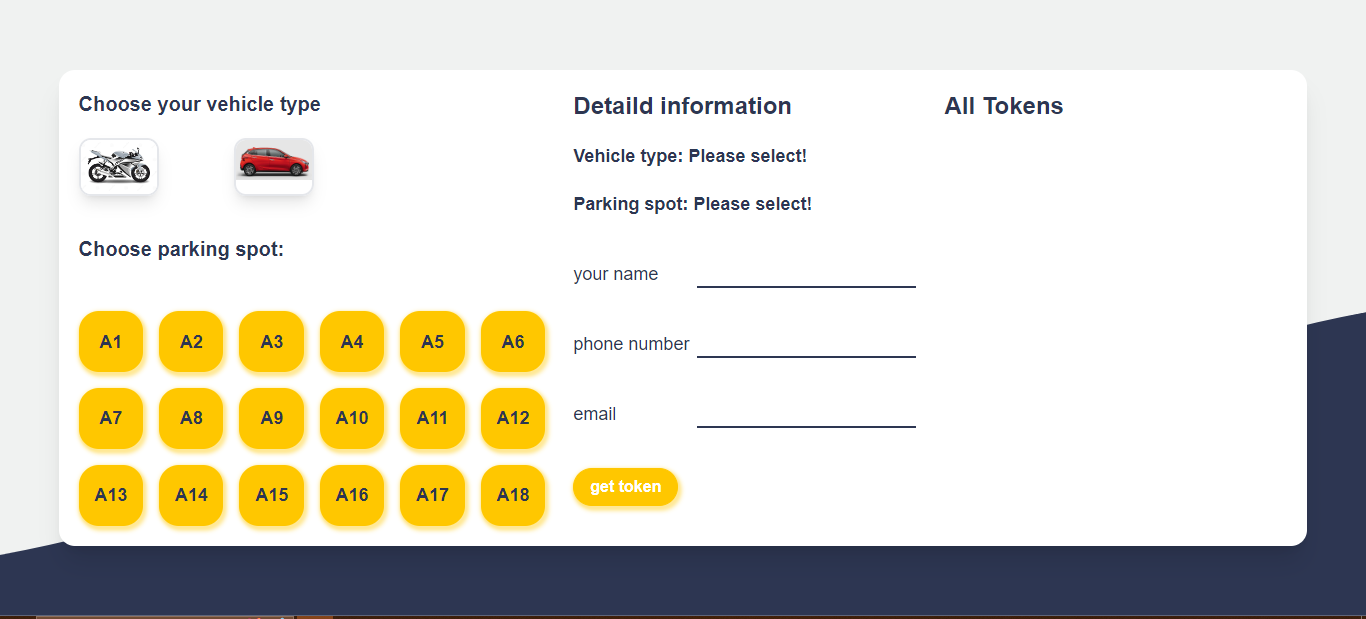 Choose your vehicle type
Choose parking spot:
A1 A2 A3 A4 A5 A6
A7 A8 A9 A10 A11 A12
A13 A14 A15 A16 A17 A18
Detaild information
Vehicle type: Please select!
Parking spot: Please select!
your name
phone number
email
get token
All Tokens